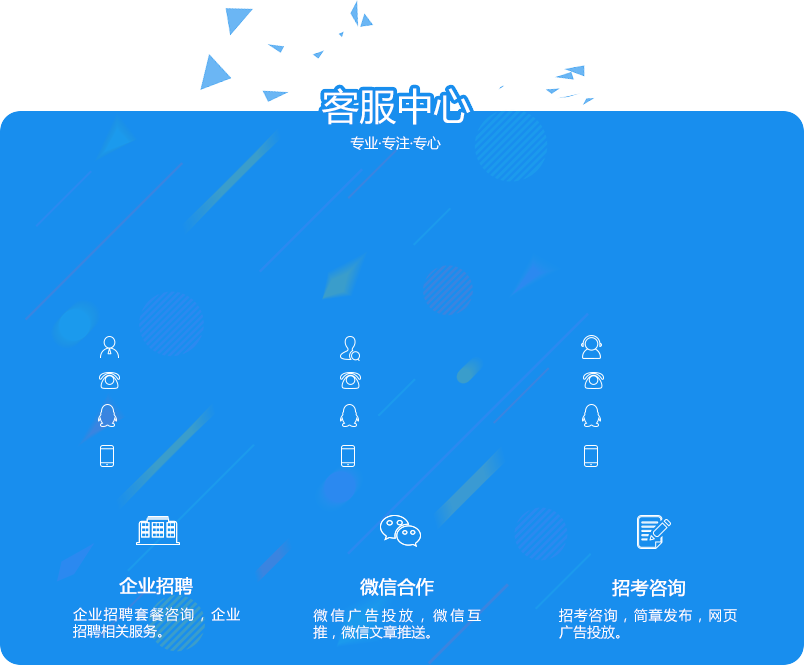 客服中心
专业·专注·专心
企业招聘
企业招聘套餐咨询，企业
招聘相关服务。
微信合作
微信广告投放，微信互
推，微信文章推送。
招考咨询
招考咨询，简章发布，网页
广告投放。